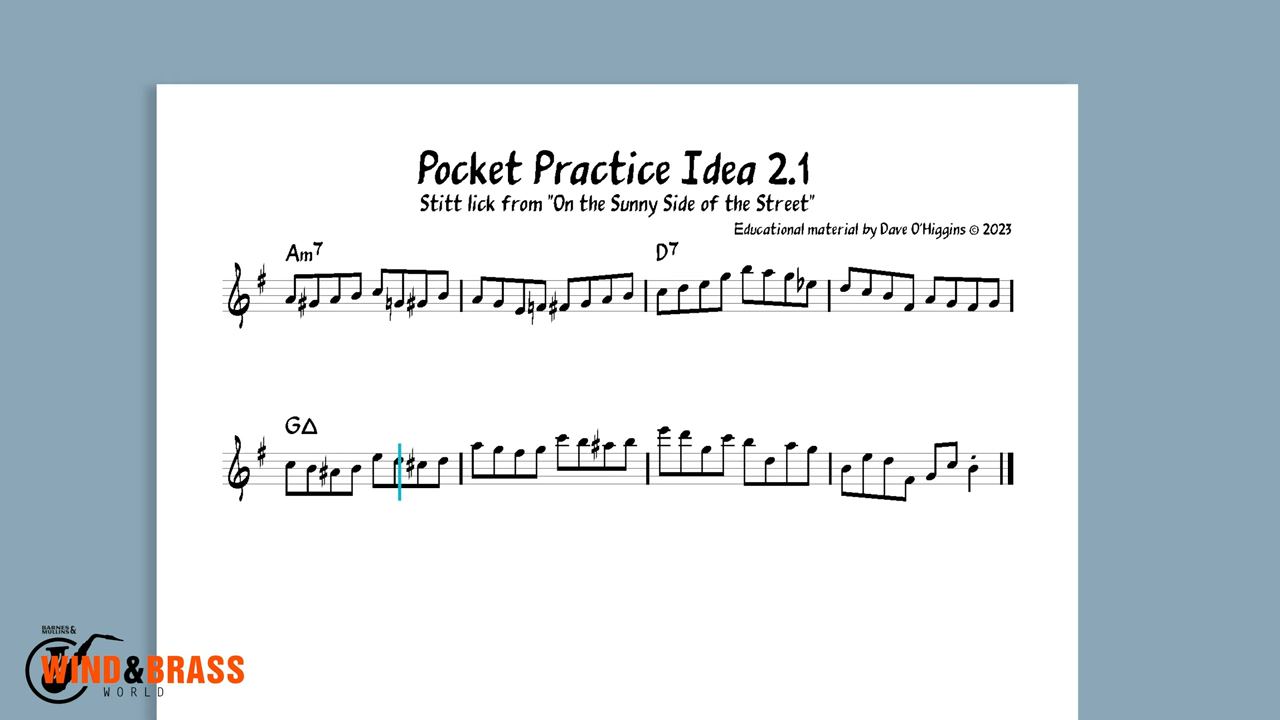 Pocket Practice Idea 2.1
Stitt lick from "On the Sunny Side of the Street"
Educational material by Dave O'Higgins © 2023
Am7 D7
G△
BARNES &
MULLINS &
WIND&BRASS
WORLD